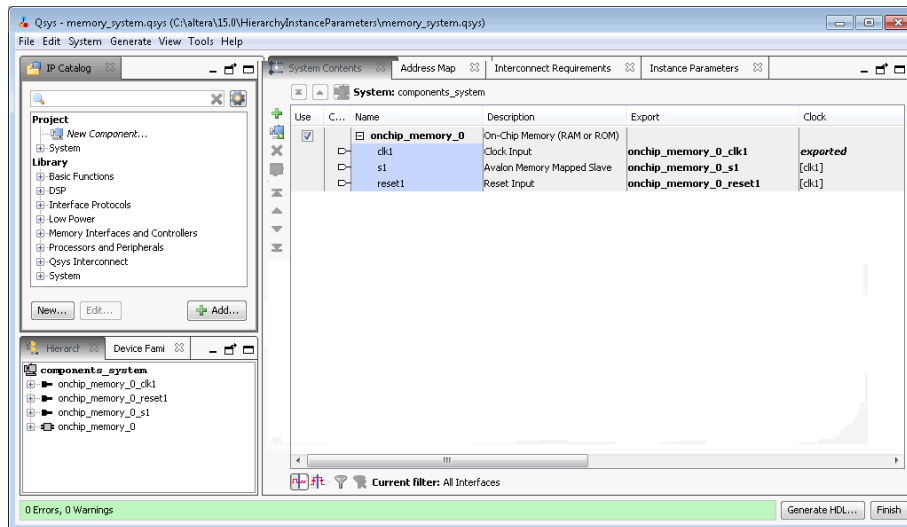 Qsys - memory_system.qsys (C:\altera\15.0\HierarchyInstanceParameters\memory_system.qsys)
File Edit System Generate View Tools Help
IP Catalog
Project
New Component...
System
Library
Basic Functions
DSP
Interface Protocols
Low Power
Memory Interfaces and Controllers
Processors and Peripherals
Qsys Interconnect
System
New... Edit... Add...
Hierarch Device Fami
components_system
onchip_memory_0_clk1
onchip_memory_0_reset1
onchip_memory_0_s1
onchip_memory_0
System Contents Address Map Interconnect Requirements Instance Parameters
System: components_system
Use C... Name Description Export Clock
onchip_memory_0 On-Chip Memory (RAM or ROM)
clk1 Clock Input onchip_memory_0_clk1 exported
s1 Avalon Memory Mapped Slave onchip_memory_0_s1 [clk1]
reset1 Reset Input onchip_memory_0_reset1 [clk1]
Current filter: All Interfaces
0 Errors, 0 Warnings
Generate HDL... Finish